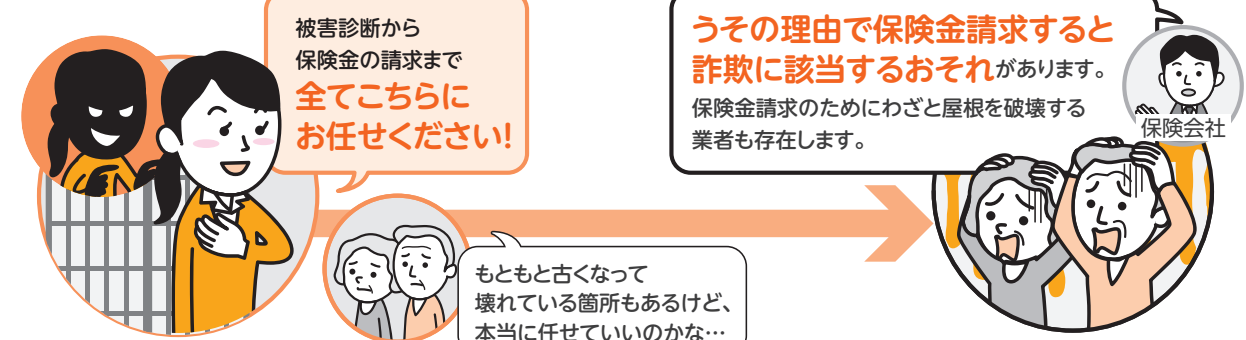 被害診断から
保険金の請求まで
全てこちらに
お任せください!
もともと古くなって
壊れている箇所もあるけど、
本当に任せていいのかな…
うその理由で保険金請求すると
詐欺に該当するおそれがあります。
保険金請求のためにわざと屋根を破壊する
業者も存在します。
保険会社